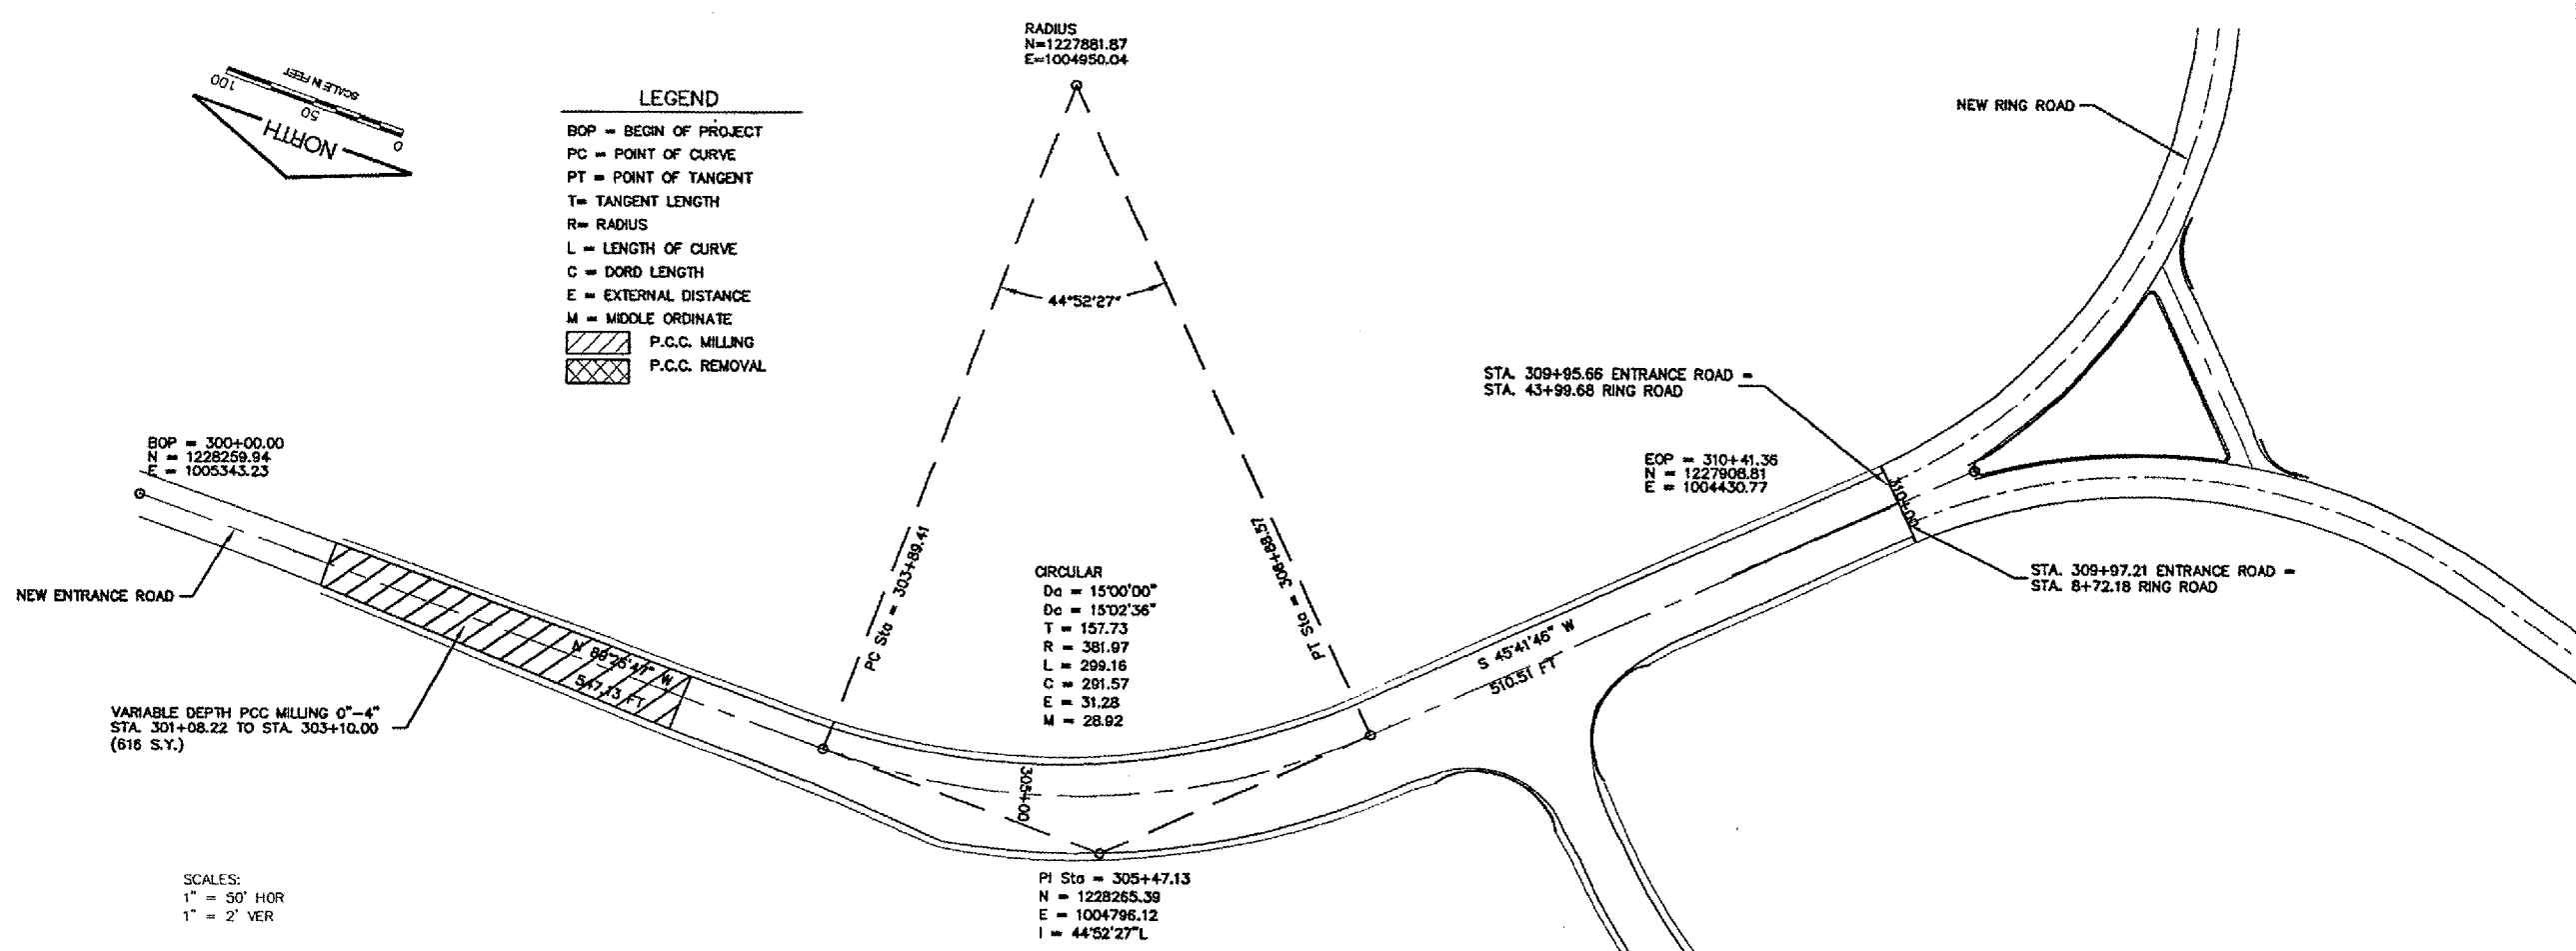 RADIUS
N=1227881.87
E=1004950.04
100
50
0
SCALE IN FEET
NORTH
LEGEND
BOP = BEGIN OF PROJECT
PC = POINT OF CURVE
PT = POINT OF TANGENT
T= TANGENT LENGTH
R= RADIUS
L = LENGTH OF CURVE
C = DORD LENGTH
E = EXTERNAL DISTANCE
M = MIDDLE ORDINATE
P.C.C. MILLING
P.C.C. REMOVAL
44°52'27"
NEW RING ROAD
STA. 309+95.66 ENTRANCE ROAD =
STA. 43+99.68 RING ROAD
EOP = 310+41.36
N = 1227908.81
E = 1004430.77
310+00
STA. 309+97.21 ENTRANCE ROAD =
STA. 8+72.18 RING ROAD
BOP = 300+00.00
N = 1228259.94
E = 1005343.23
NEW ENTRANCE ROAD
N 89°25'47" W
547.13 FT
VARIABLE DEPTH PCC MILLING 0"-4"
STA. 301+08.22 TO STA. 303+10.00
(616 S.Y.)
PC Sta = 303+89.41
PT Sta = 306+88.57
CIRCULAR
Da = 15°00'00"
Dc = 15°02'36"
T = 157.73
R = 381.97
L = 299.16
C = 291.57
E = 31.28
M = 28.92
305+00
S 45°41'46" W
510.51 FT
PI Sta = 305+47.13
N = 1228265.39
E = 1004796.12
I = 44°52'27"L
SCALES:
1" = 50' HOR
1" = 2' VER